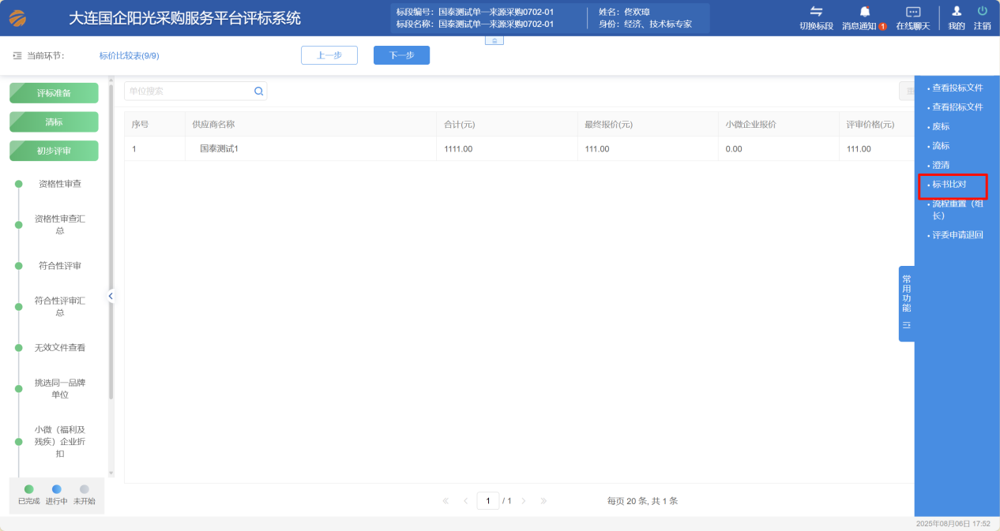 大连国企阳光采购服务平台评标系统
标段编号：国泰测试单一来源采购0702-01
标段名称：国泰测试单一来源采购0702-01
姓名：佟欢璋
身份：经济、技术标专家
切换标段
消息通知 1
在线聊天
我的
注销
当前环节：
标价比较表(9/9)
上一步
下一步
评标准备
清标
初步评审
资格性审查
资格性审查汇
总
符合性评审
符合性评审汇
总
无效文件查看
挑选同一品牌
单位
小微（福利及
残疾）企业折
扣
已完成 进行中 未开始
单位搜索
序号 供应商名称 合计(元) 最终报价(元) 小微企业报价 评审价格(元)
1 国泰测试1 1111.00 111.00 0.00 111.00
1 / 1
每页 20 条, 共 1 条
常用功能
• 查看投标文件
• 查看招标文件
• 废标
• 流标
• 澄清
• 标书比对
• 流程重置（组
长）
• 评委申请退回
2025年08月06日 17:52